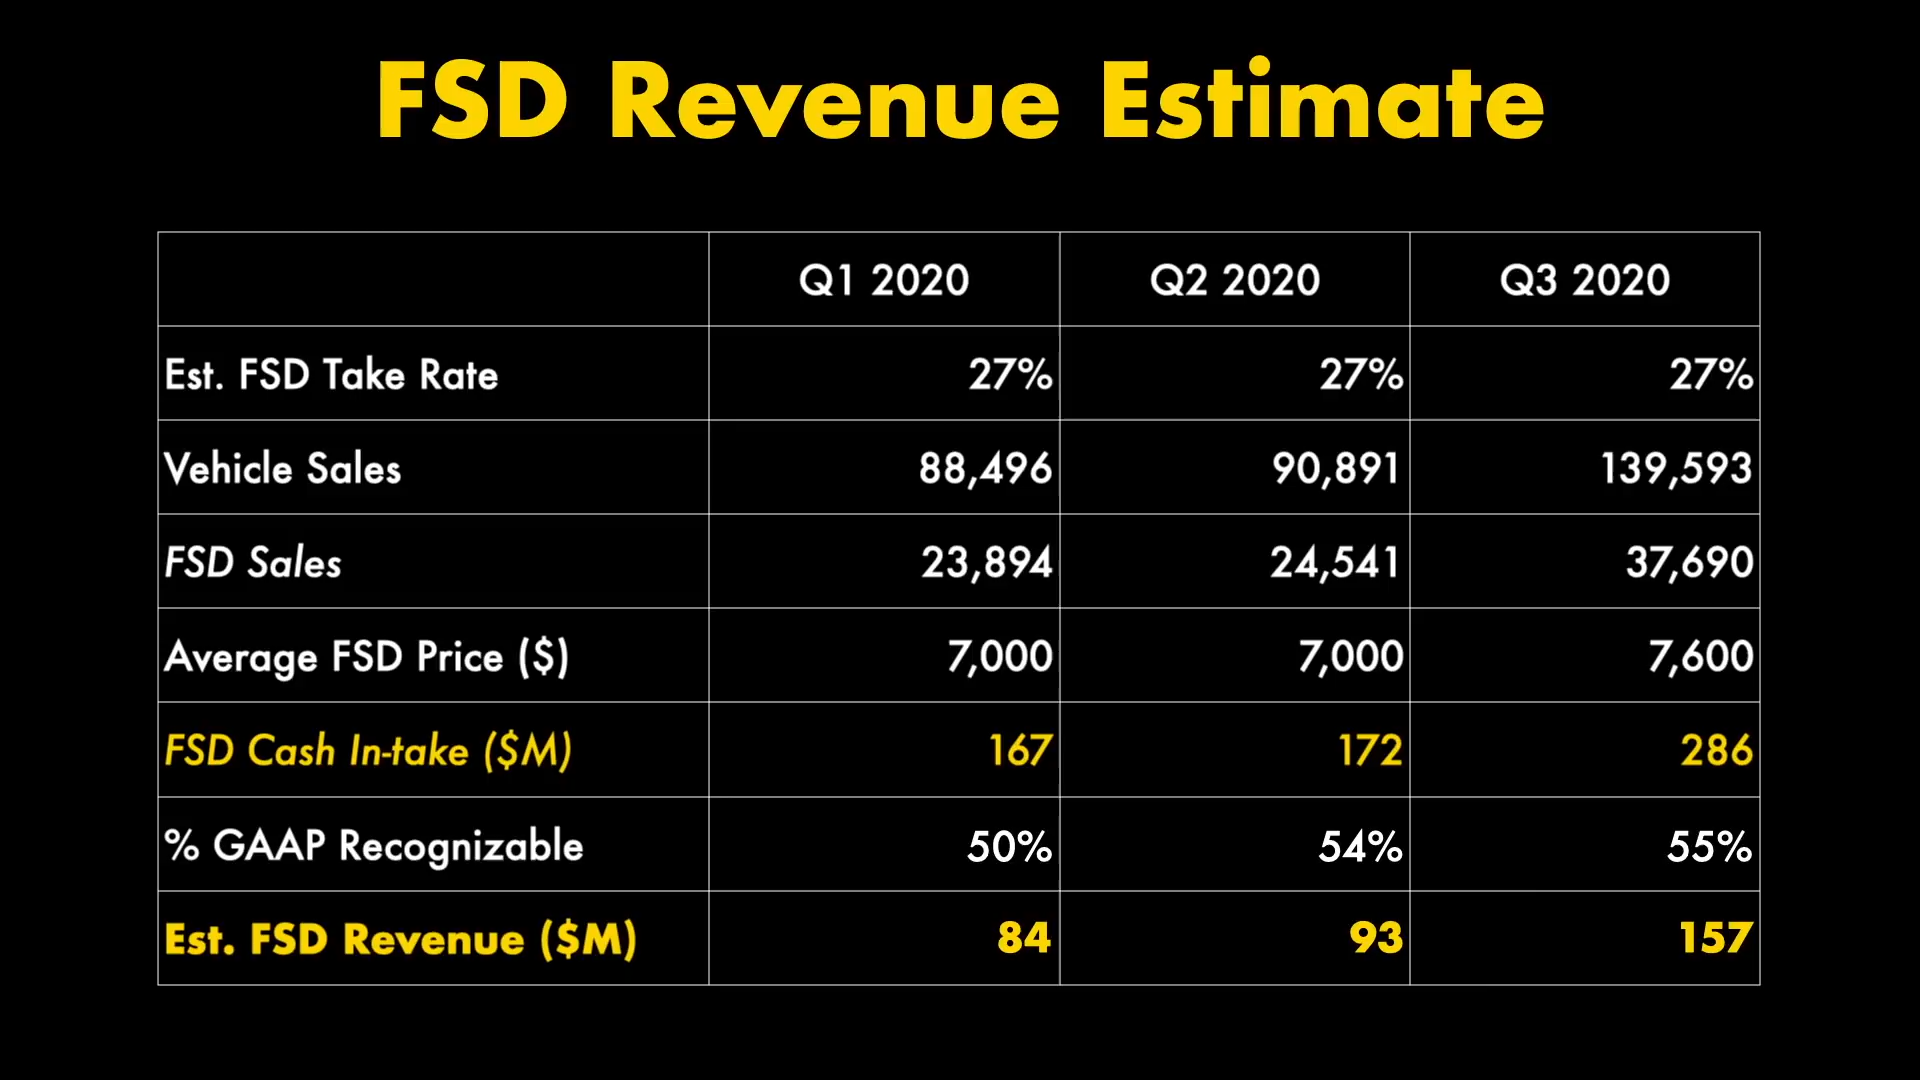 FSD Revenue Estimate
Q1 2020 Q2 2020 Q3 2020
Est. FSD Take Rate 27% 27% 27%
Vehicle Sales 88,496 90,891 139,593
FSD Sales 23,894 24,541 37,690
Average FSD Price ($) 7,000 7,000 7,600
FSD Cash In-take ($M) 167 172 286
% GAAP Recognizable 50% 54% 55%
Est. FSD Revenue ($M) 84 93 157